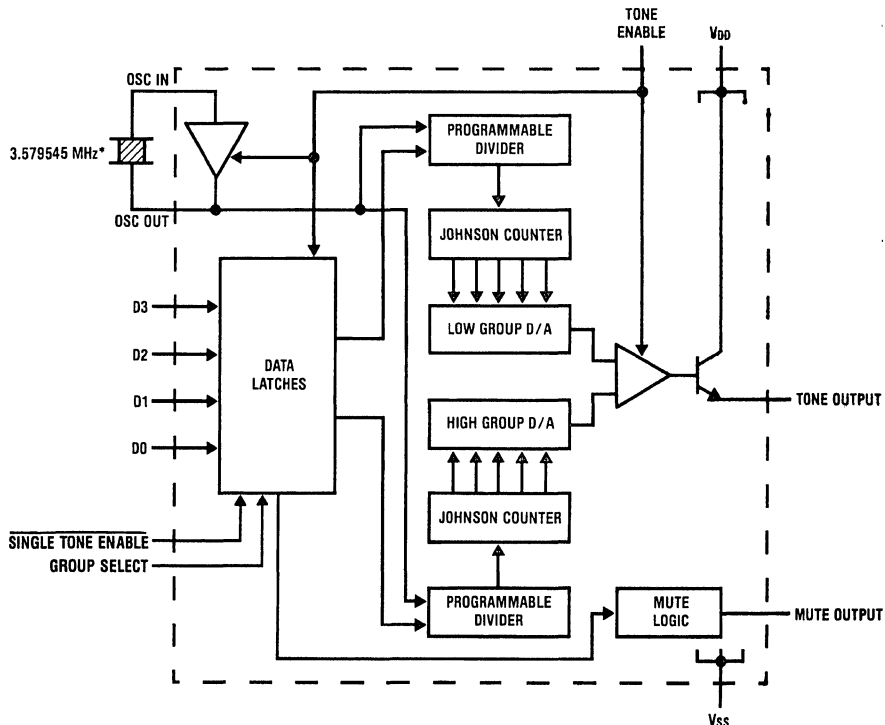 TONE
ENABLE
VDD
OSC IN
3.579545 MHz*
OSC OUT
PROGRAMMABLE
DIVIDER
JOHNSON COUNTER
D3
D2
D1
D0
DATA
LATCHES
LOW GROUP D/A
HIGH GROUP D/A
TONE OUTPUT
JOHNSON COUNTER
SINGLE TONE ENABLE
GROUP SELECT
PROGRAMMABLE
DIVIDER
MUTE
LOGIC
MUTE OUTPUT
VSS